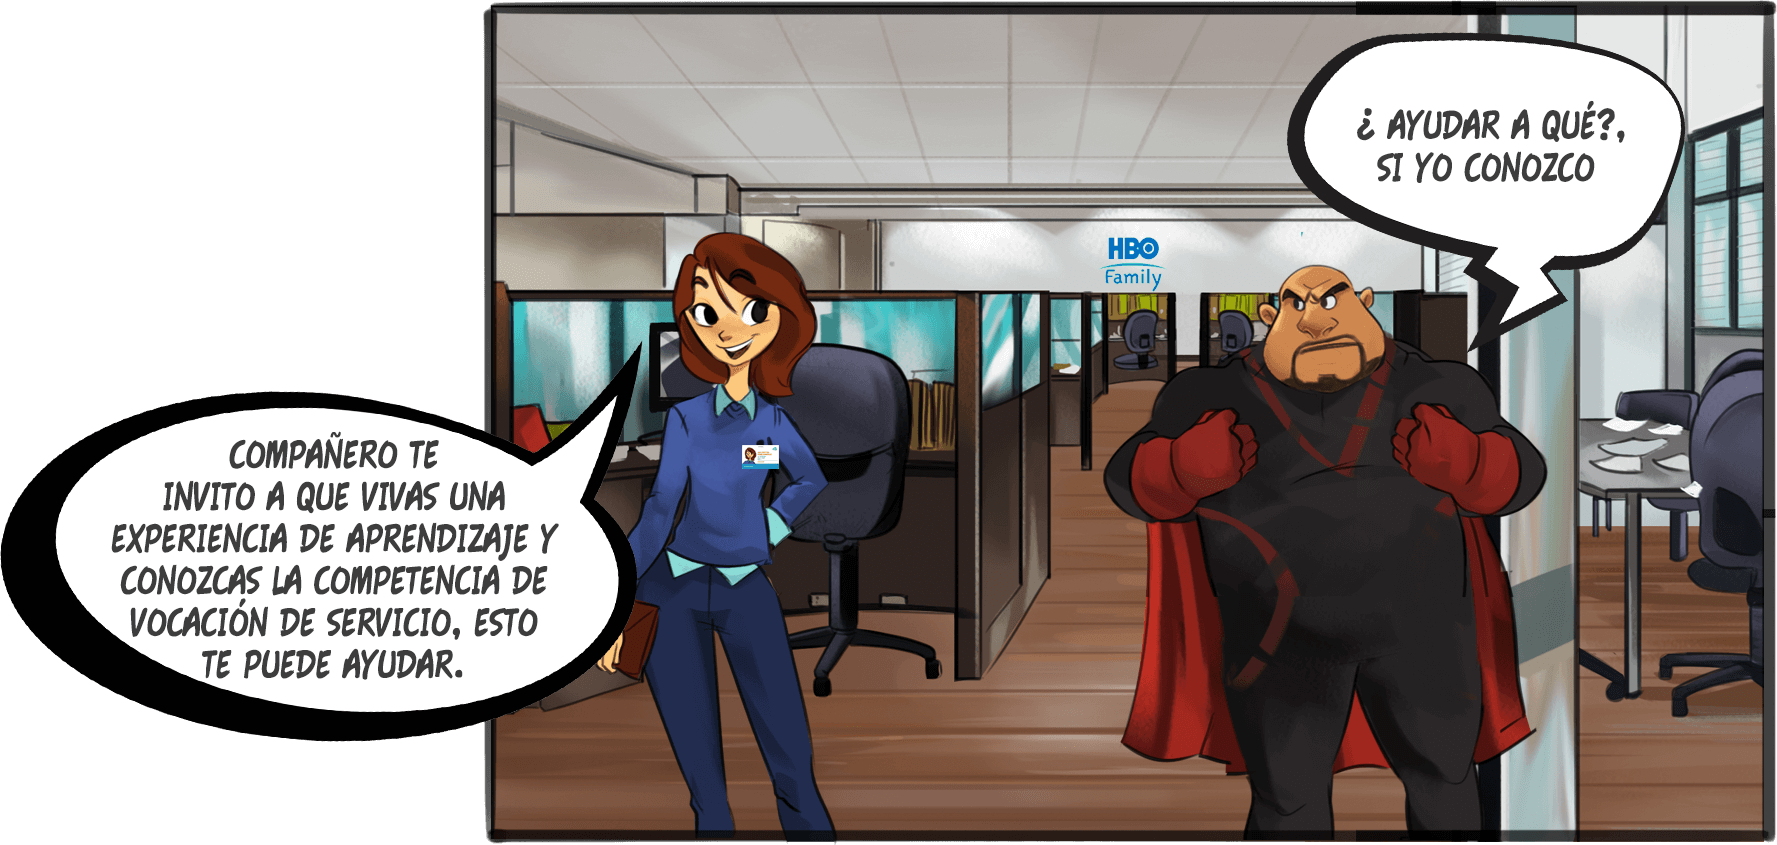 COMPAÑERO TE
INVITO A QUE VIVAS UNA
EXPERIENCIA DE APRENDIZAJE Y
CONOZCAS LA COMPETENCIA DE
VOCACIÓN DE SERVICIO, ESTO
TE PUEDE AYUDAR.
¿ AYUDAR A QUÉ?,
SI YO CONOZCO
HBO
Family